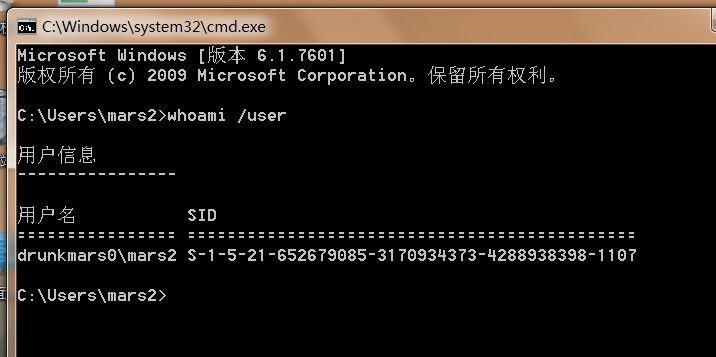 C:\Windows\system32\cmd.exe
Microsoft Windows [版本 6.1.7601]
版权所有 (c) 2009 Microsoft Corporation。保留所有权利。
C:\Users\mars2>whoami /user
用户信息
----------------
用户名 SID
================ ============================================
drunkmars0\mars2 S-1-5-21-652679085-3170934373-4288938398-1107
C:\Users\mars2>